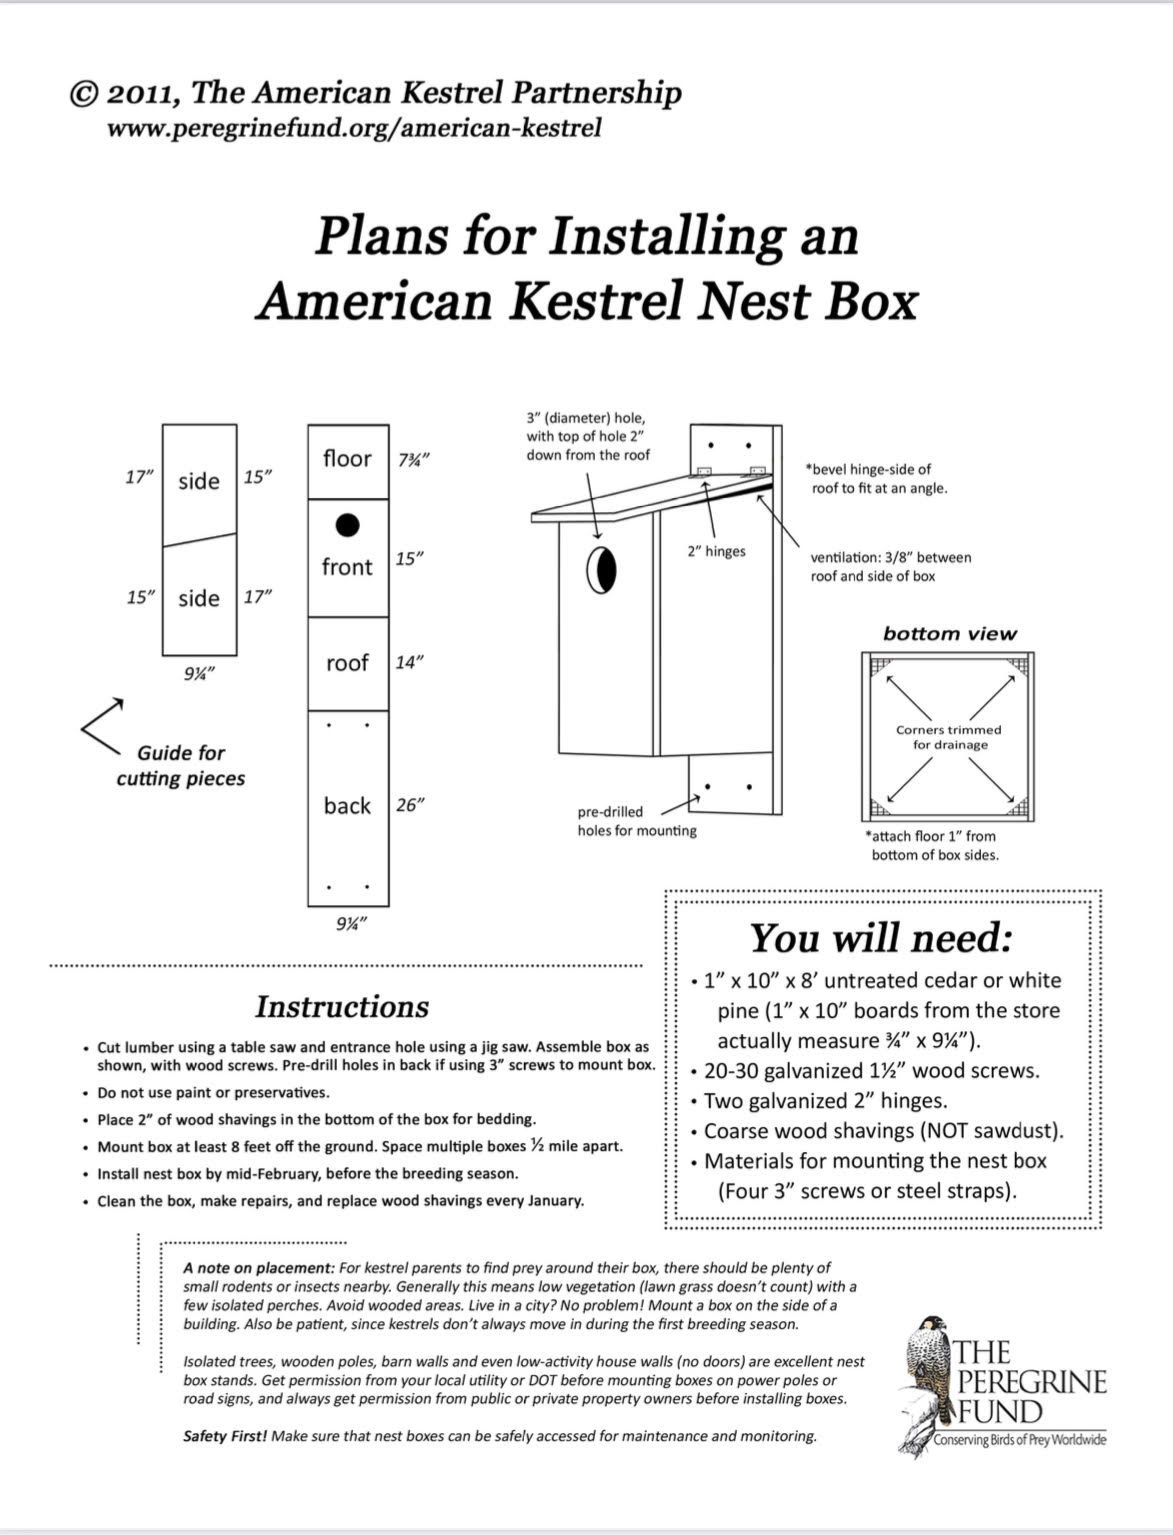 © 2011, The American Kestrel Partnership
www.peregrinefund.org/american-kestrel
Plans for Installing an
American Kestrel Nest Box
17”
side
15”
15”
side
17”
9¼”
Guide for
cutting pieces
floor
7¾”
front
15”
roof
14”
back
26”
9¼”
3” (diameter) hole,
with top of hole 2”
down from the roof
2” hinges
*bevel hinge-side of
roof to fit at an angle.
ventilation: 3/8” between
roof and side of box
pre-drilled
holes for mounting
bottom view
Corners trimmed
for drainage
*attach floor 1” from
bottom of box sides.
You will need:
• 1” x 10” x 8’ untreated cedar or white
pine (1” x 10” boards from the store
actually measure ¾” x 9¼”).
• 20-30 galvanized 1½” wood screws.
• Two galvanized 2” hinges.
• Coarse wood shavings (NOT sawdust).
• Materials for mounting the nest box
(Four 3” screws or steel straps).
Instructions
• Cut lumber using a table saw and entrance hole using a jig saw. Assemble box as
shown, with wood screws. Pre-drill holes in back if using 3” screws to mount box.
• Do not use paint or preservatives.
• Place 2” of wood shavings in the bottom of the box for bedding.
• Mount box at least 8 feet off the ground. Space multiple boxes ½ mile apart.
• Install nest box by mid-February, before the breeding season.
• Clean the box, make repairs, and replace wood shavings every January.
A note on placement: For kestrel parents to find prey around their box, there should be plenty of
small rodents or insects nearby. Generally this means low vegetation (lawn grass doesn’t count) with a
few isolated perches. Avoid wooded areas. Live in a city? No problem! Mount a box on the side of a
building. Also be patient, since kestrels don’t always move in during the first breeding season.
Isolated trees, wooden poles, barn walls and even low-activity house walls (no doors) are excellent nest
box stands. Get permission from your local utility or DOT before mounting boxes on power poles or
road signs, and always get permission from public or private property owners before installing boxes.
Safety First! Make sure that nest boxes can be safely accessed for maintenance and monitoring.
THE
PEREGRINE
FUND
Conserving Birds of Prey Worldwide